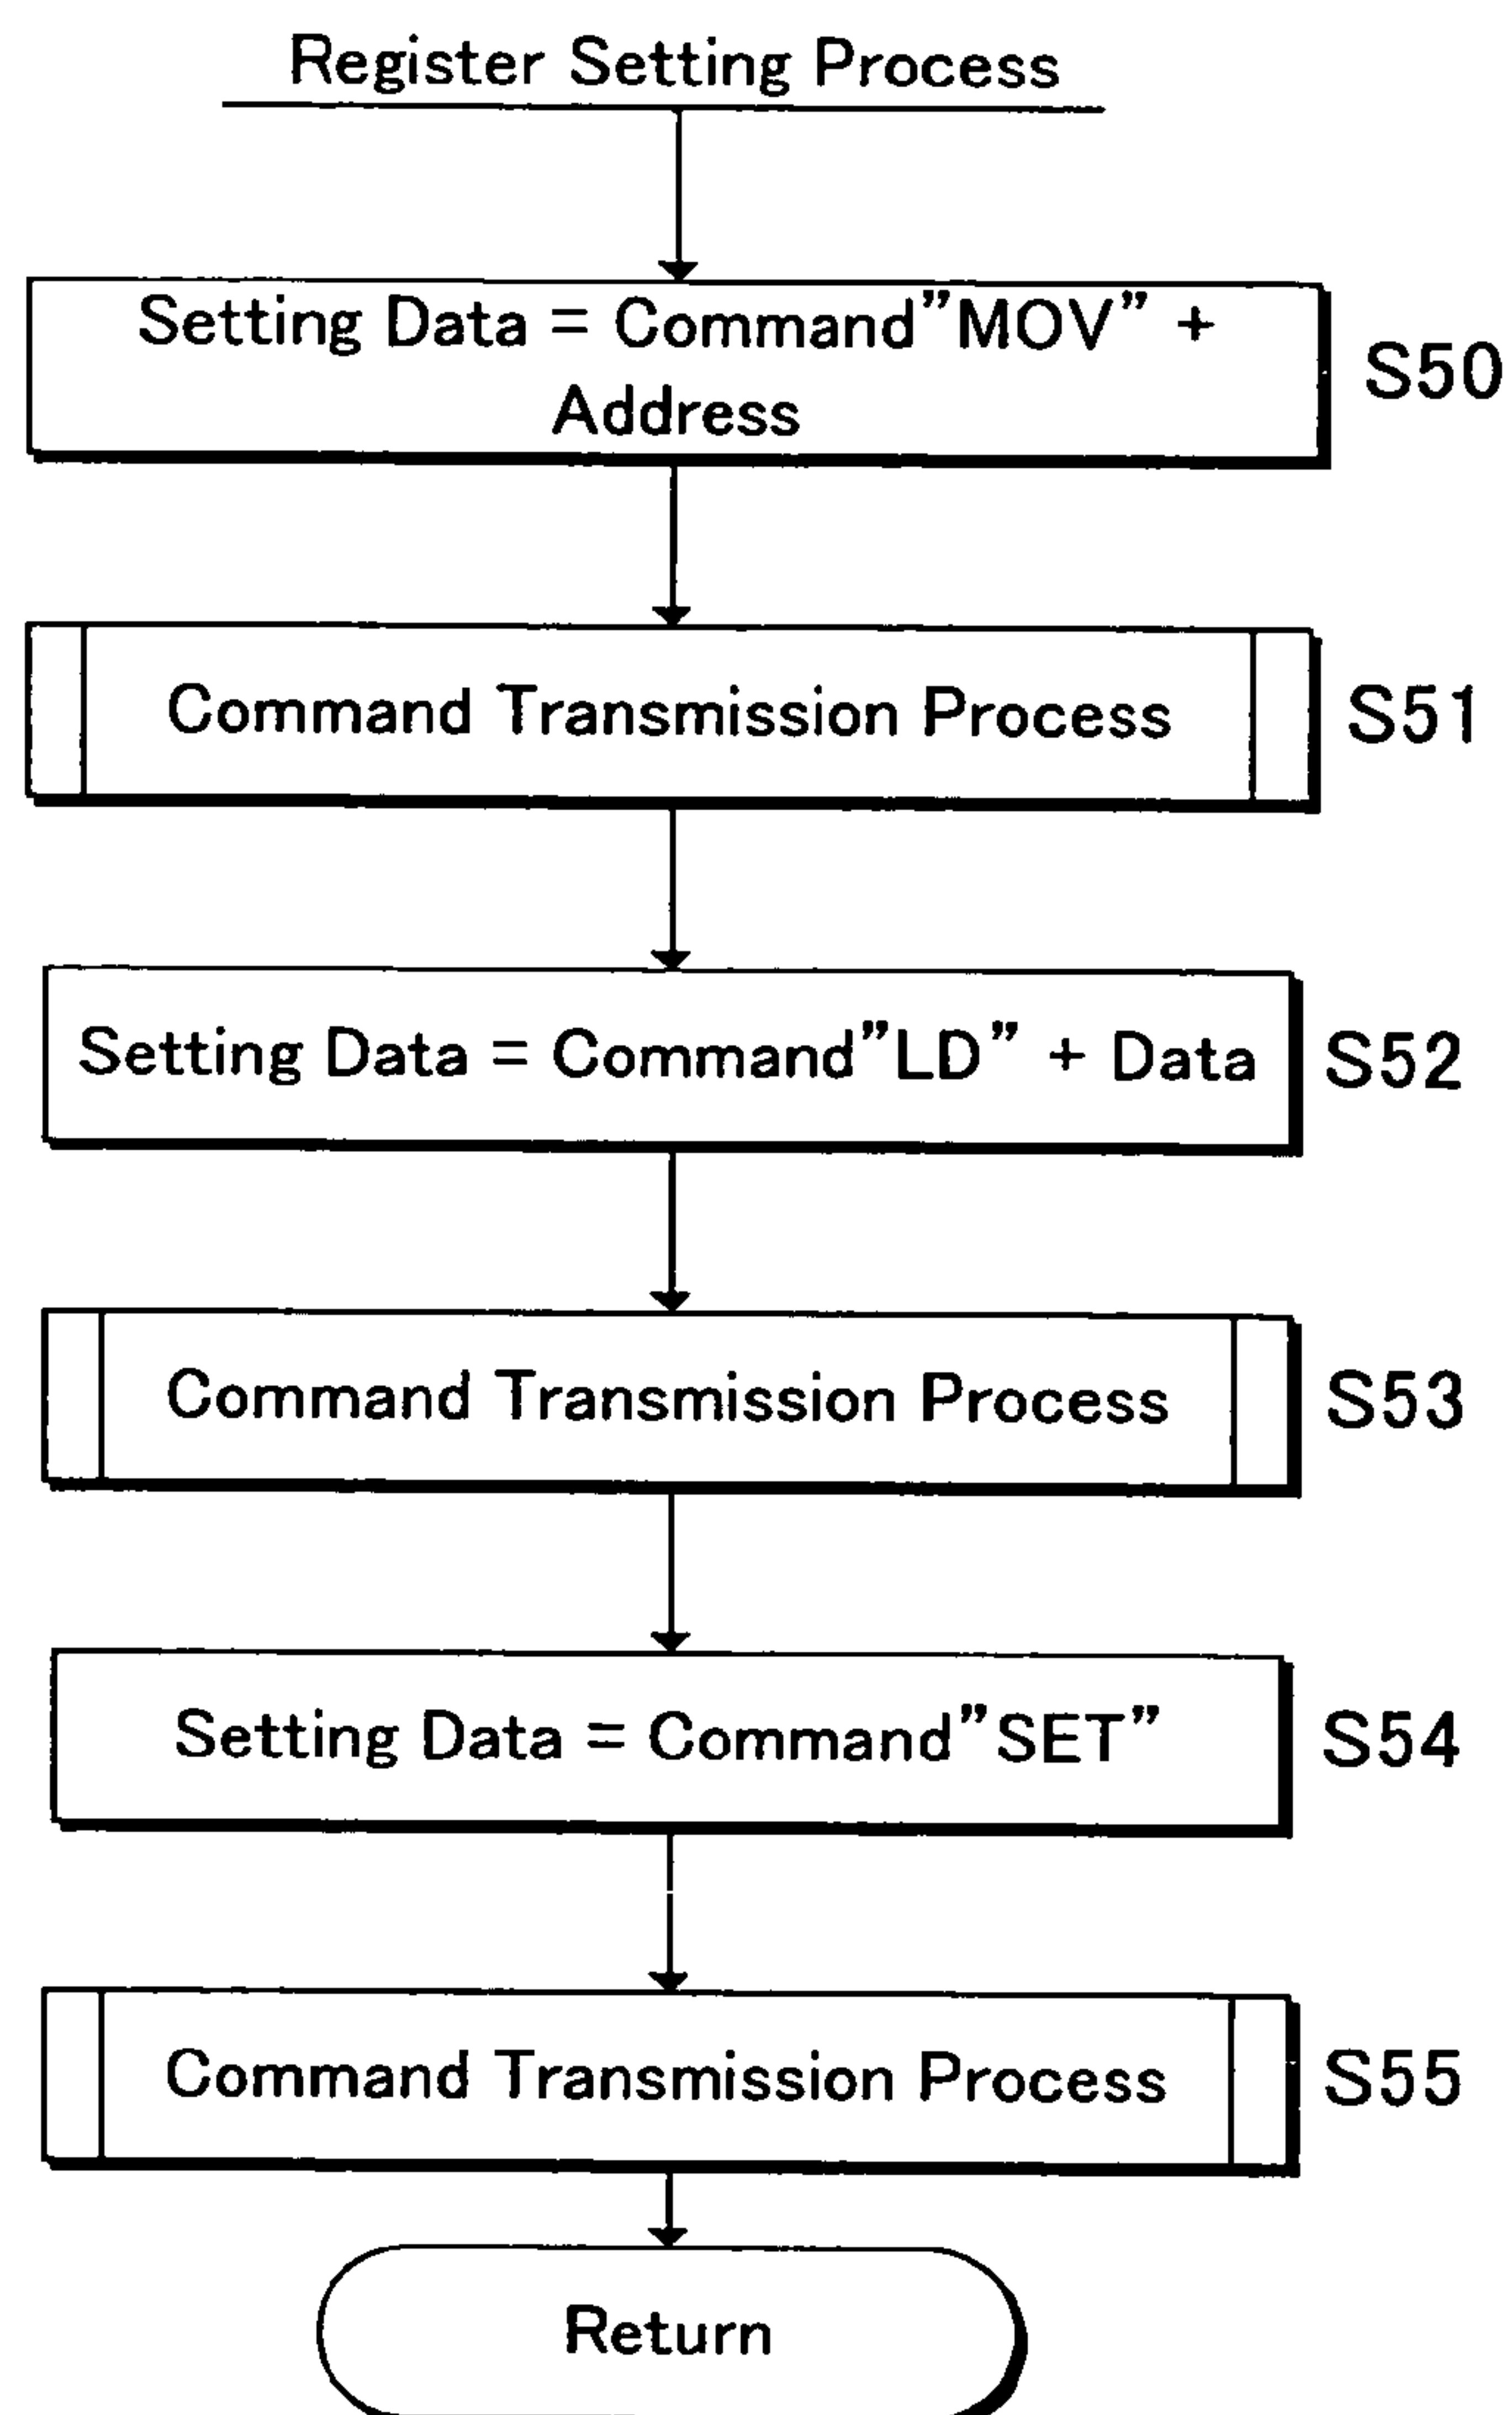 Register Setting Process
Setting Data = Command”MOV” +
Address
S50
Command Transmission Process
S51
Setting Data = Command”LD” + Data
S52
Command Transmission Process
S53
Setting Data = Command”SET”
S54
Command Transmission Process
S55
Return